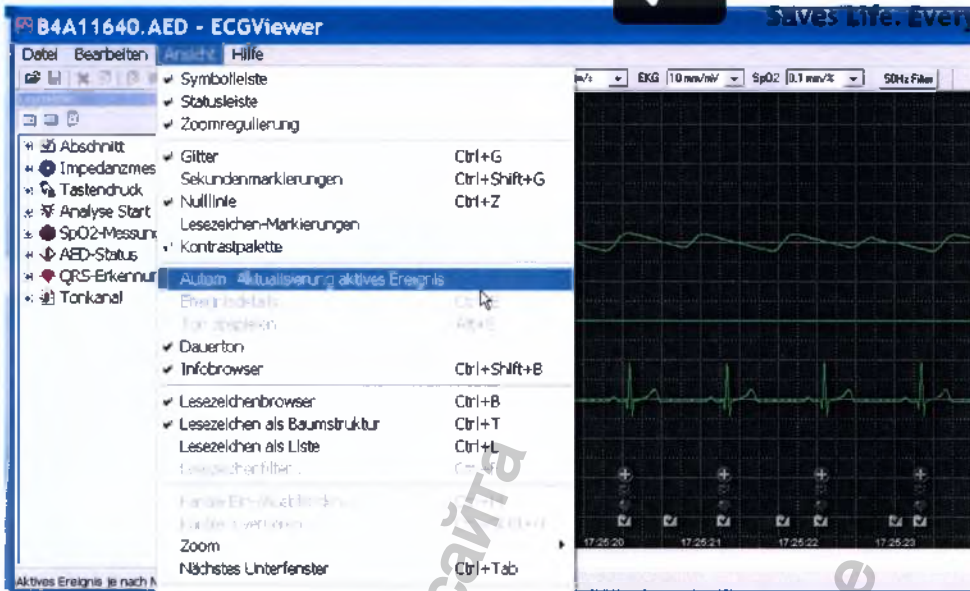 Saves Life. Every
B4A11640.AED - ECGViewer
Datei Bearbeiten Ansicht Hilfe
EKG 10 mm/mV SpO2 0.1 mm/% 50Hz Filter
Symbolleiste
Statusleiste
Zoomregulierung
Gitter Ctrl+G
Sekundenmarkierungen Ctrl+Shift+G
Nulllinie Ctrl+Z
Lesezeichen-Markierungen
Kontrastpalette
Autom. Aktualisierung aktives Ereignis
Dauerton
Infobrowser Ctrl+Shift+B
Lesezeichenbrowser Ctrl+B
Lesezeichen als Baumstruktur Ctrl+T
Lesezeichen als Liste Ctrl+L
Zoom
Nächstes Unterfenster Ctrl+Tab
Abschnitt
Impedanzmes
Tastendruck
Analyse Start
SpO2-Messung
AED-Status
QRS-Erkennur
Tonkanal
17:25:20 17:25:21 17:25:22 17:25:23
Aktives Ereignis je nach M
сайта